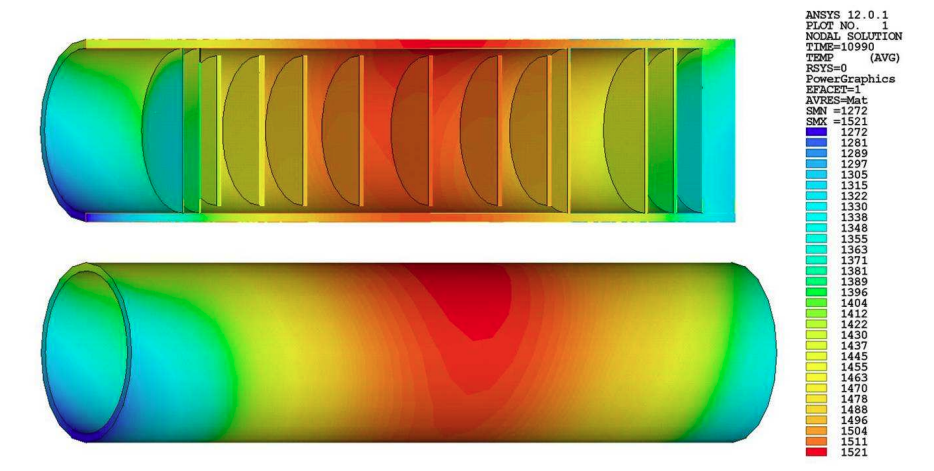 ANSYS 12.0.1
PLOT NO. 1
NODAL SOLUTION
TIME=10990
TEMP (AVG)
RSYS=0
PowerGraphics
EFACET=1
AVRES=Mat
SMN =1272
SMX =1521
1272
1281
1289
1297
1305
1315
1322
1330
1338
1348
1355
1363
1371
1381
1389
1396
1404
1412
1422
1430
1437
1445
1455
1463
1470
1478
1488
1496
1504
1511
1521